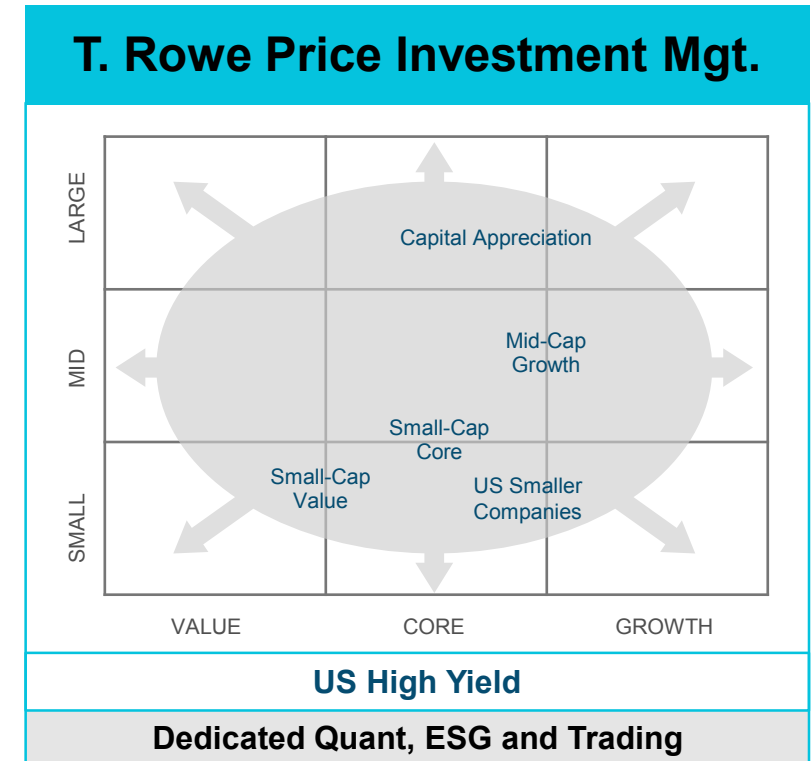 T. Rowe Price Investment Mgt.
LARGE
Capital Appreciation
MID
Mid-Cap
Growth
Small-Cap
Core
SMALL
Small-Cap
Value
US Smaller
Companies
VALUE
CORE
GROWTH
US High Yield
Dedicated Quant, ESG and Trading